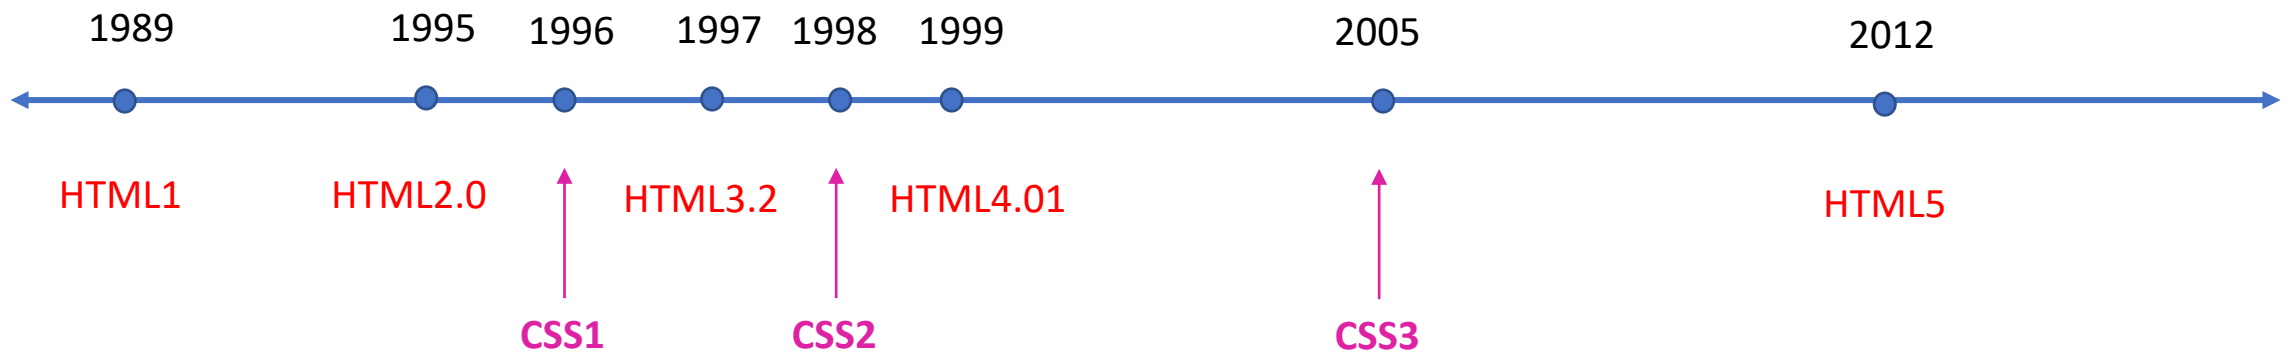 1989 1995 1996 1997 1998 1999 2005 2012
HTML1 HTML2.0 HTML3.2 HTML4.01 HTML5
CSS1 CSS2 CSS3